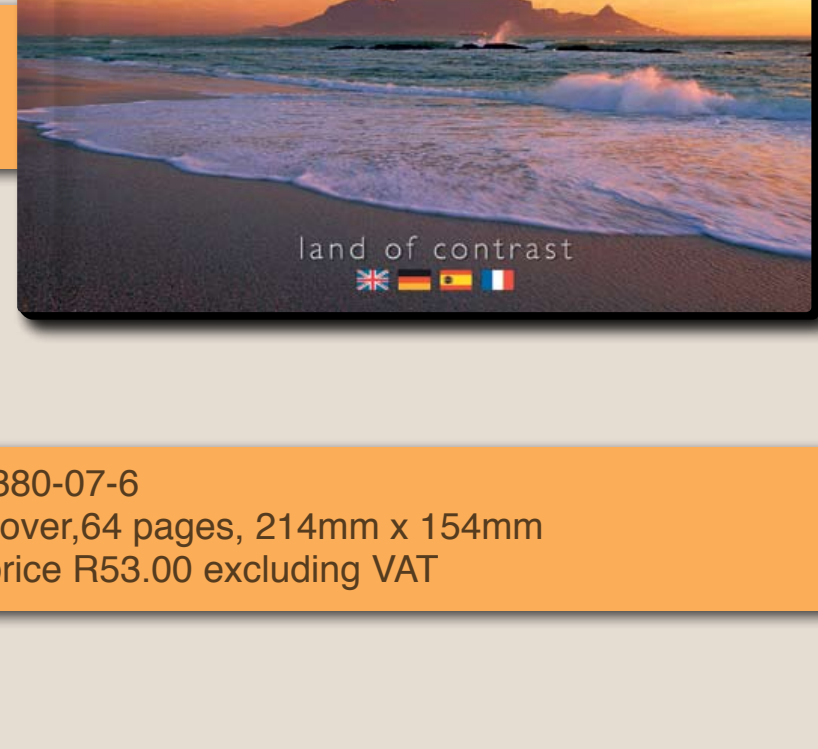 land of contrast
380-07-6
over,64 pages, 214mm x 154mm
rice R53.00 excluding VAT